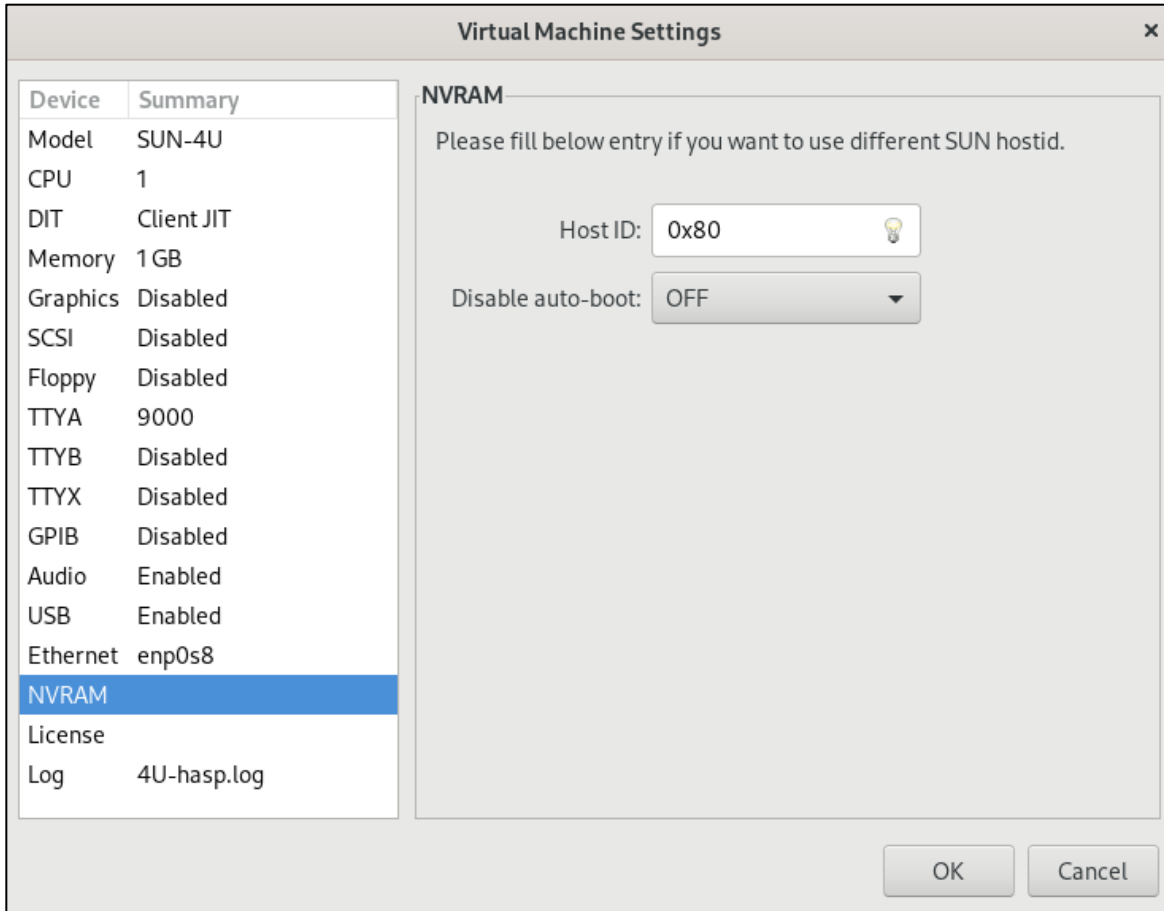 Virtual Machine Settings ×
Device Summary
Model SUN-4U
CPU 1
DIT Client JIT
Memory 1 GB
Graphics Disabled
SCSI Disabled
Floppy Disabled
TTYA 9000
TTYB Disabled
TTYX Disabled
GPIB Disabled
Audio Enabled
USB Enabled
Ethernet enp0s8
NVRAM
License
Log 4U-hasp.log
NVRAM
Please fill below entry if you want to use different SUN hostid.
Host ID: 0x80
Disable auto-boot: OFF
OK Cancel